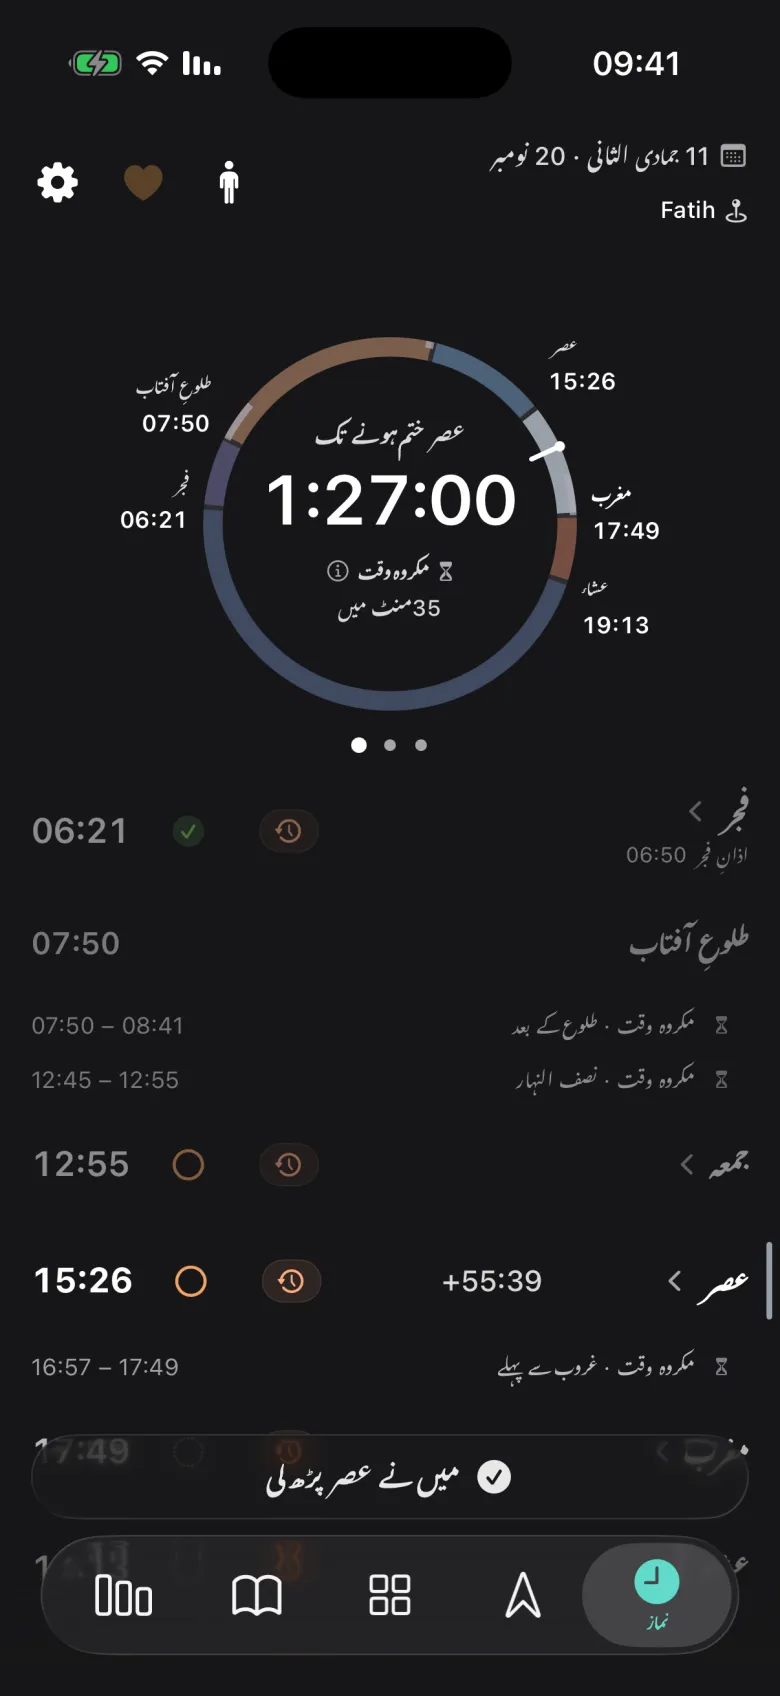 09:41
11 جمادی الثانی · 20 نومبر
Fatih
عصر
15:26
طلوعِ آفتاب
07:50
عصر ختم ہونے تک
1:27:00
فجر
06:21
مغرب
17:49
مکروہ وقت
35منٹ میں
عشاء
19:13
فجر
06:21
اذانِ فجر 06:50
طلوعِ آفتاب
07:50
مکروہ وقت · طلوع کے بعد
07:50 – 08:41
مکروہ وقت · نصف النہار
12:45 – 12:55
جمعہ
12:55
عصر
+55:39
15:26
مکروہ وقت · غروب سے پہلے
16:57 – 17:49
مغرب
17:49
میں نے عصر پڑھ لی
نماز